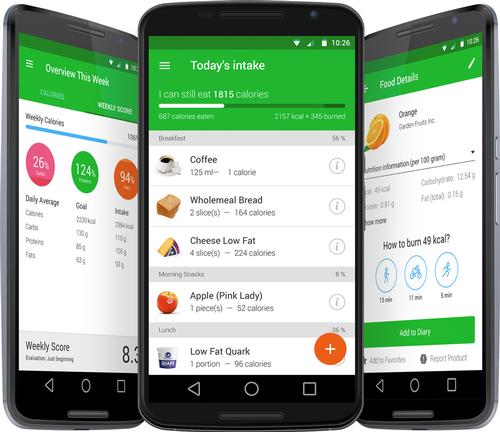 10:26
Overview This Week
CALORIES WEEKLY SCORE
Weekly Calories 106
26%
Carbs
124%
Proteins
94%
Daily Average Goal Intake
Calories 2230 kcal 2364 kcal
Carbs 130 g 110 g
Proteins 85 g
Fats 63 g 93 g
Weekly Score
Evaluation: Just beginning
8.3
10:26
Today's intake
I can still eat 1815 calories
687 calories eaten 2157 kcal + 345 burned
Breakfast 56 %
Coffee
125 ml — 1 calorie
Wholemeal Bread
2 slice(s) — 164 calories
Cheese Low Fat
4 slice(s) — 224 calories
Morning Snacks 8 %
Apple (Pink Lady)
1 piece(s) — 52 calories
Lunch 36 %
Low Fat Quark
1 portion — 96 calories
QUARK
+
10:26
Food Details
Orange
Garden Fruits Inc.
Nutrition information (per 100 gram)
49 kcal Carbohydrate: 12.54 g
0.91 g Fat (total): 0.15 g
more
How to burn 49 kcal?
15 min 11 min 5 min
Add to Diary
Add to Favorites Report Product